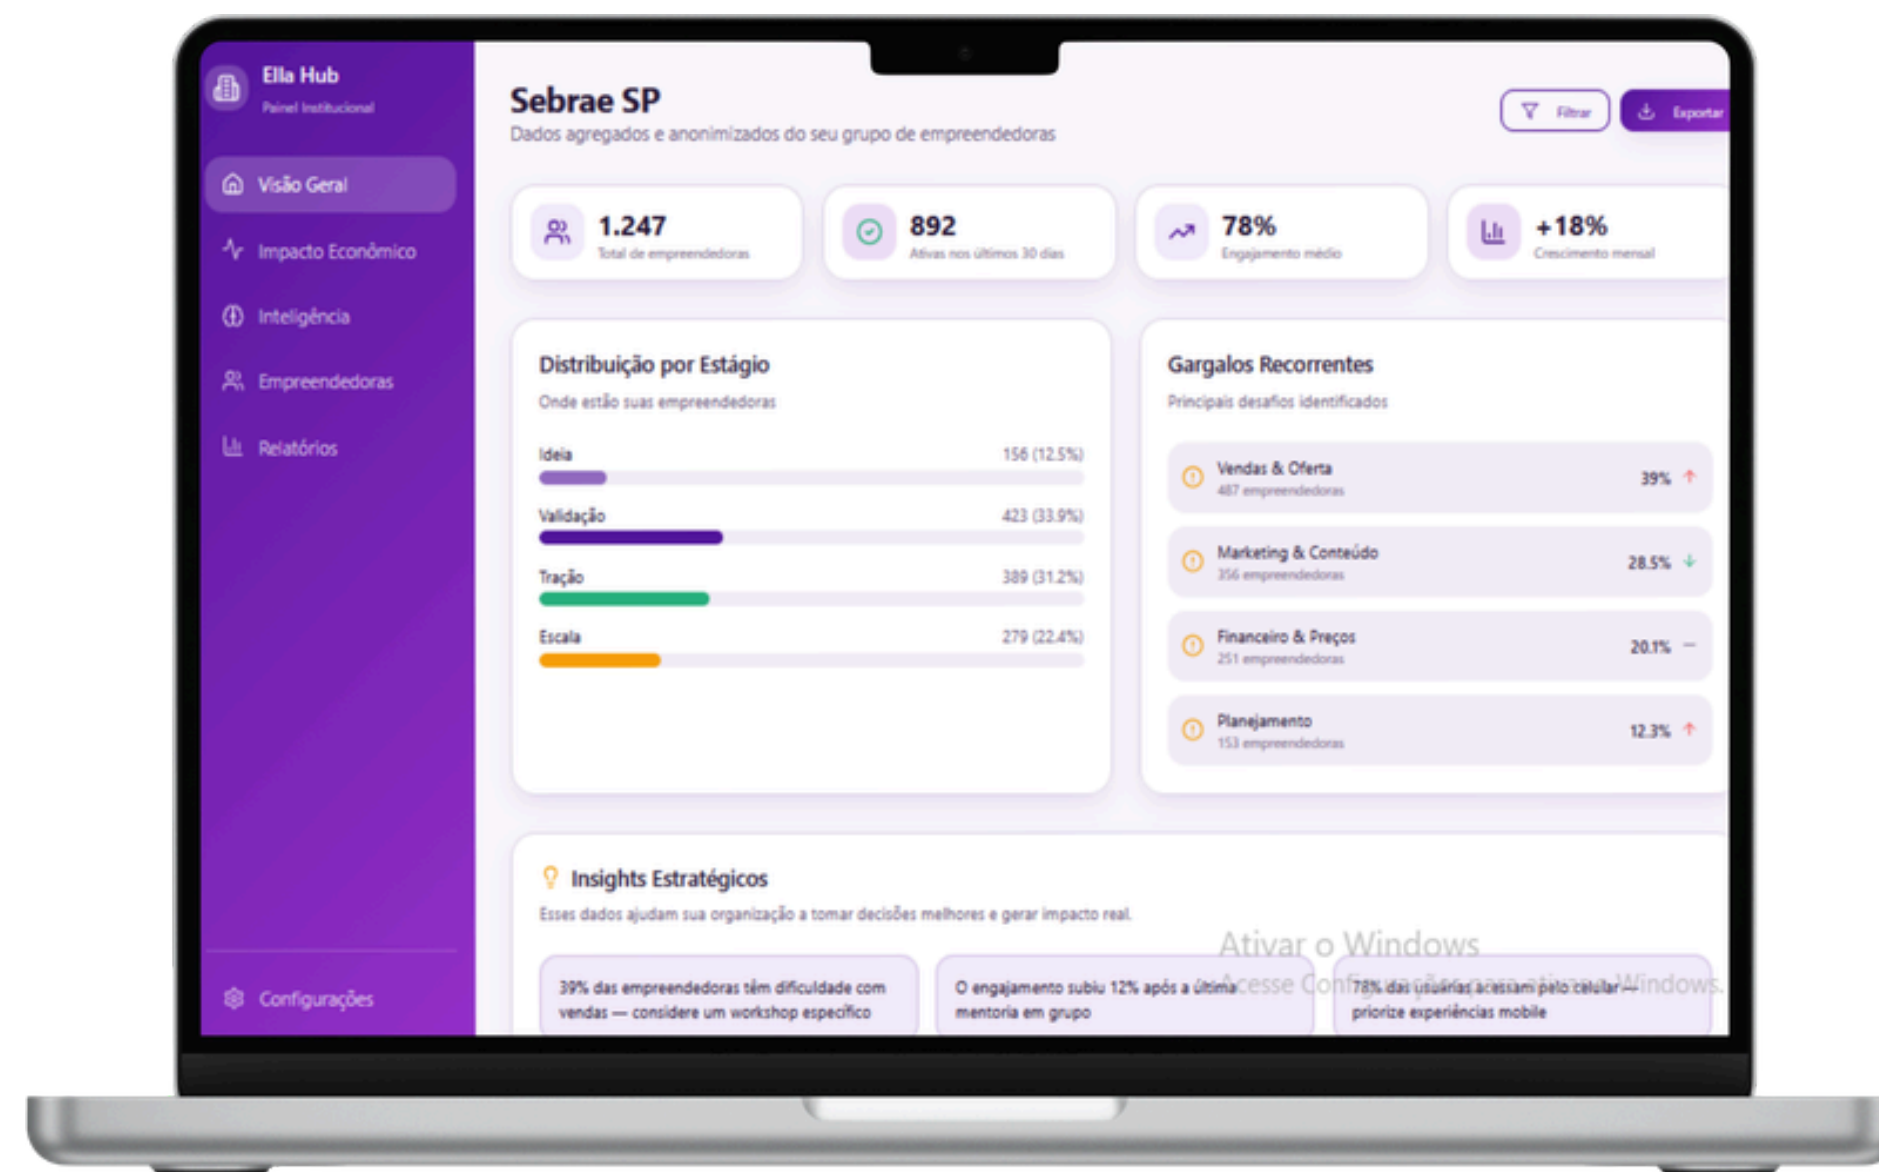 Ella Hub
Painel Institucional
Visão Geral
Impacto Econômico
Inteligência
Empreendedoras
Relatórios
Configurações
Sebrae SP
Dados agregados e anonimizados do seu grupo de empreendedoras
Filtrar
Exportar
1.247
Total de empreendedoras
892
Ativas nos últimos 30 dias
78%
Engajamento médio
+18%
Crescimento mensal
Distribuição por Estágio
Onde estão suas empreendedoras
Ideia 156 (12.5%)
Validação 423 (33.9%)
Tração 389 (31.2%)
Escala 279 (22.4%)
Gargalos Recorrentes
Principais desafios identificados
Vendas & Oferta
487 empreendedoras
39%
Marketing & Conteúdo
356 empreendedoras
28.5%
Financeiro & Preços
251 empreendedoras
20.1%
Planejamento
153 empreendedoras
12.3%
Insights Estratégicos
Esses dados ajudam sua organização a tomar decisões melhores e gerar impacto real.
39% das empreendedoras têm dificuldade com
vendas — considere um workshop específico
O engajamento subiu 12% após a última
mentoria em grupo
78% das usuárias acessam pelo celular —
priorize experiências mobile
Ativar o Windows
Acesse Configurações para ativar o Windows.